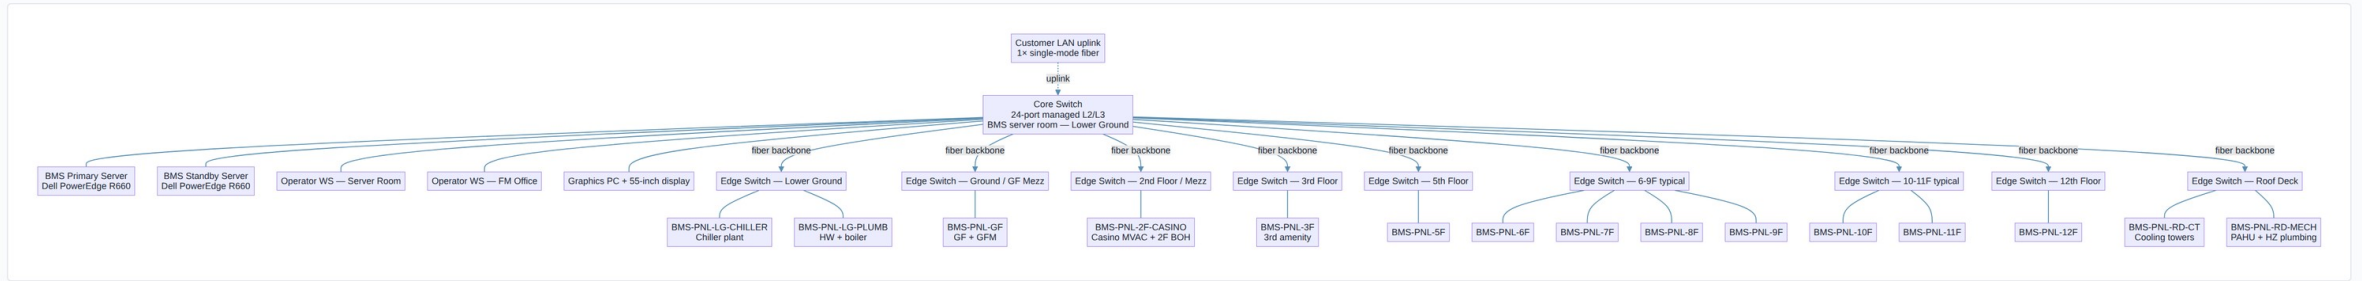 Customer LAN uplink
1× single-mode fiber
uplink
Core Switch
24-port managed L2/L3
BMS server room — Lower Ground
fiber backbone
fiber backbone
fiber backbone
fiber backbone
fiber backbone
fiber backbone
fiber backbone
fiber backbone
fiber backbone
BMS Primary Server
Dell PowerEdge R660
BMS Standby Server
Dell PowerEdge R660
Operator WS — Server Room
Operator WS — FM Office
Graphics PC + 55-inch display
Edge Switch — Lower Ground
Edge Switch — Ground / GF Mezz
Edge Switch — 2nd Floor / Mezz
Edge Switch — 3rd Floor
Edge Switch — 5th Floor
Edge Switch — 6-9F typical
Edge Switch — 10-11F typical
Edge Switch — 12th Floor
Edge Switch — Roof Deck
BMS-PNL-LG-CHILLER
Chiller plant
BMS-PNL-LG-PLUMB
HW + boiler
BMS-PNL-GF
GF + GFM
BMS-PNL-2F-CASINO
Casino MVAC + 2F BOH
BMS-PNL-3F
3rd amenity
BMS-PNL-5F
BMS-PNL-6F
BMS-PNL-7F
BMS-PNL-8F
BMS-PNL-9F
BMS-PNL-10F
BMS-PNL-11F
BMS-PNL-12F
BMS-PNL-RD-CT
Cooling towers
BMS-PNL-RD-MECH
PAHU + HZ plumbing